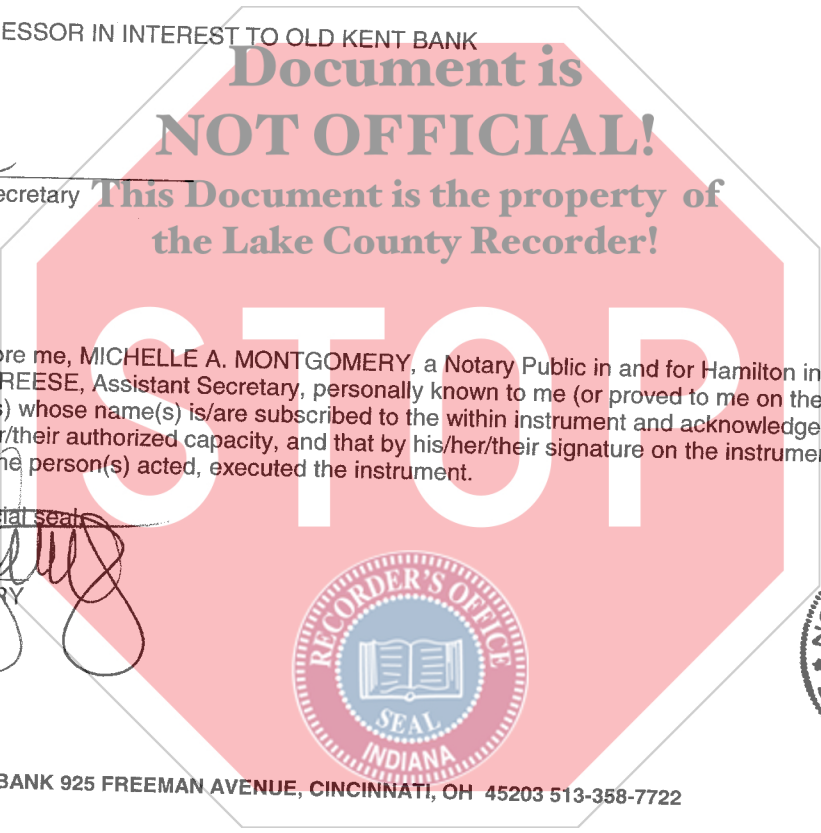 ESSOR IN INTEREST TO OLD KENT BANK
Document is
NOT OFFICIAL!
ecretary
This Document is the property of
the Lake County Recorder!
STOP
ore me, MICHELLE A. MONTGOMERY, a Notary Public in and for Hamilton in
REESE, Assistant Secretary, personally known to me (or proved to me on the
s) whose name(s) is/are subscribed to the within instrument and acknowledge
r/their authorized capacity, and that by his/her/their signature on the instrumen
he person(s) acted, executed the instrument.
cial seal
RY
RECORDER'S OFFICE
SEAL
INDIANA
BANK 925 FREEMAN AVENUE, CINCINNATI, OH 45203 513-358-7722